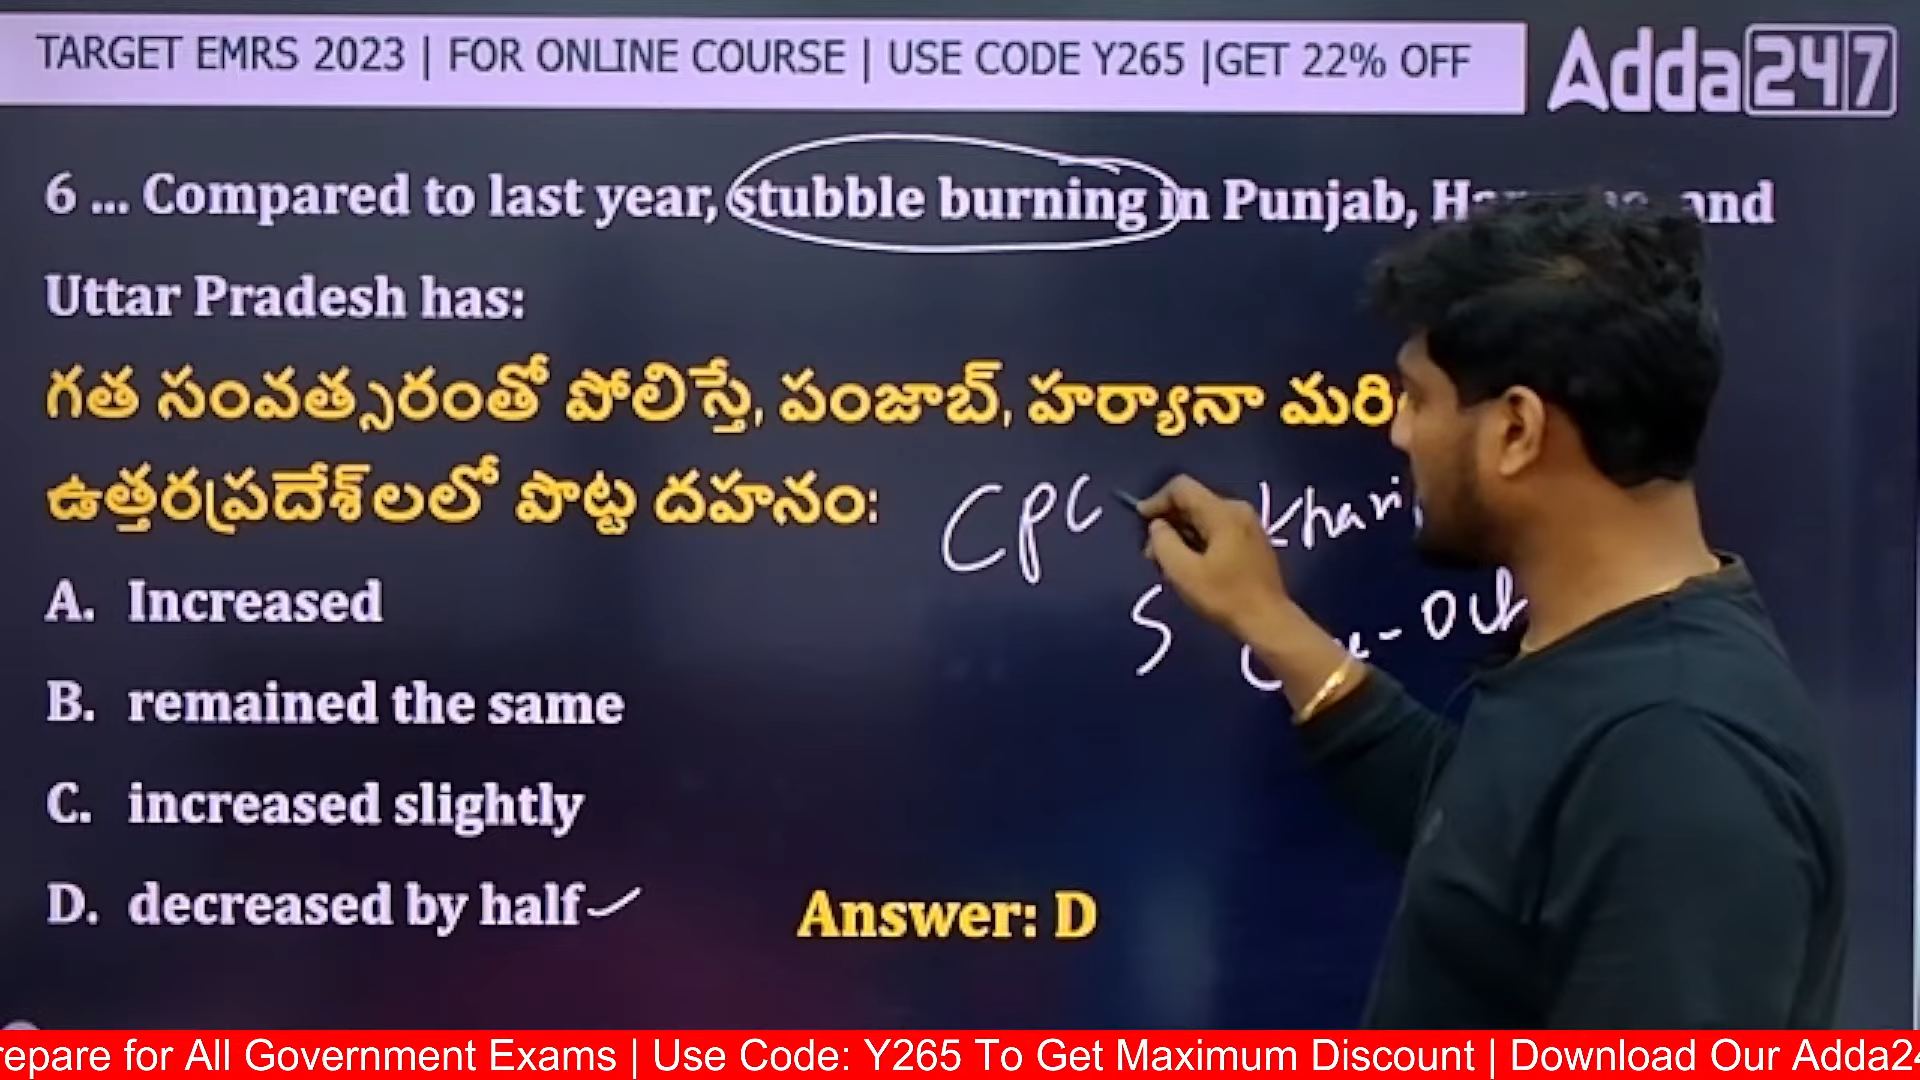 TARGET EMRS 2023 | FOR ONLINE COURSE | USE CODE Y265 |GET 22% OFF
Adda247
6 ... Compared to last year, stubble burning in Punjab, and
Uttar Pradesh has:
గత సంవత్సరంతో పోలిస్తే, పంజాబ్, హర్యానా
ఉత్తరప్రదేశ్‌లలో పొట్ట దహనం:
CPC
A. Increased
B. remained the same
C. increased slightly
D. decreased by half
Answer: D
for All Government Exams | Use Code: Y265 To Get Maximum Discount | Download Our